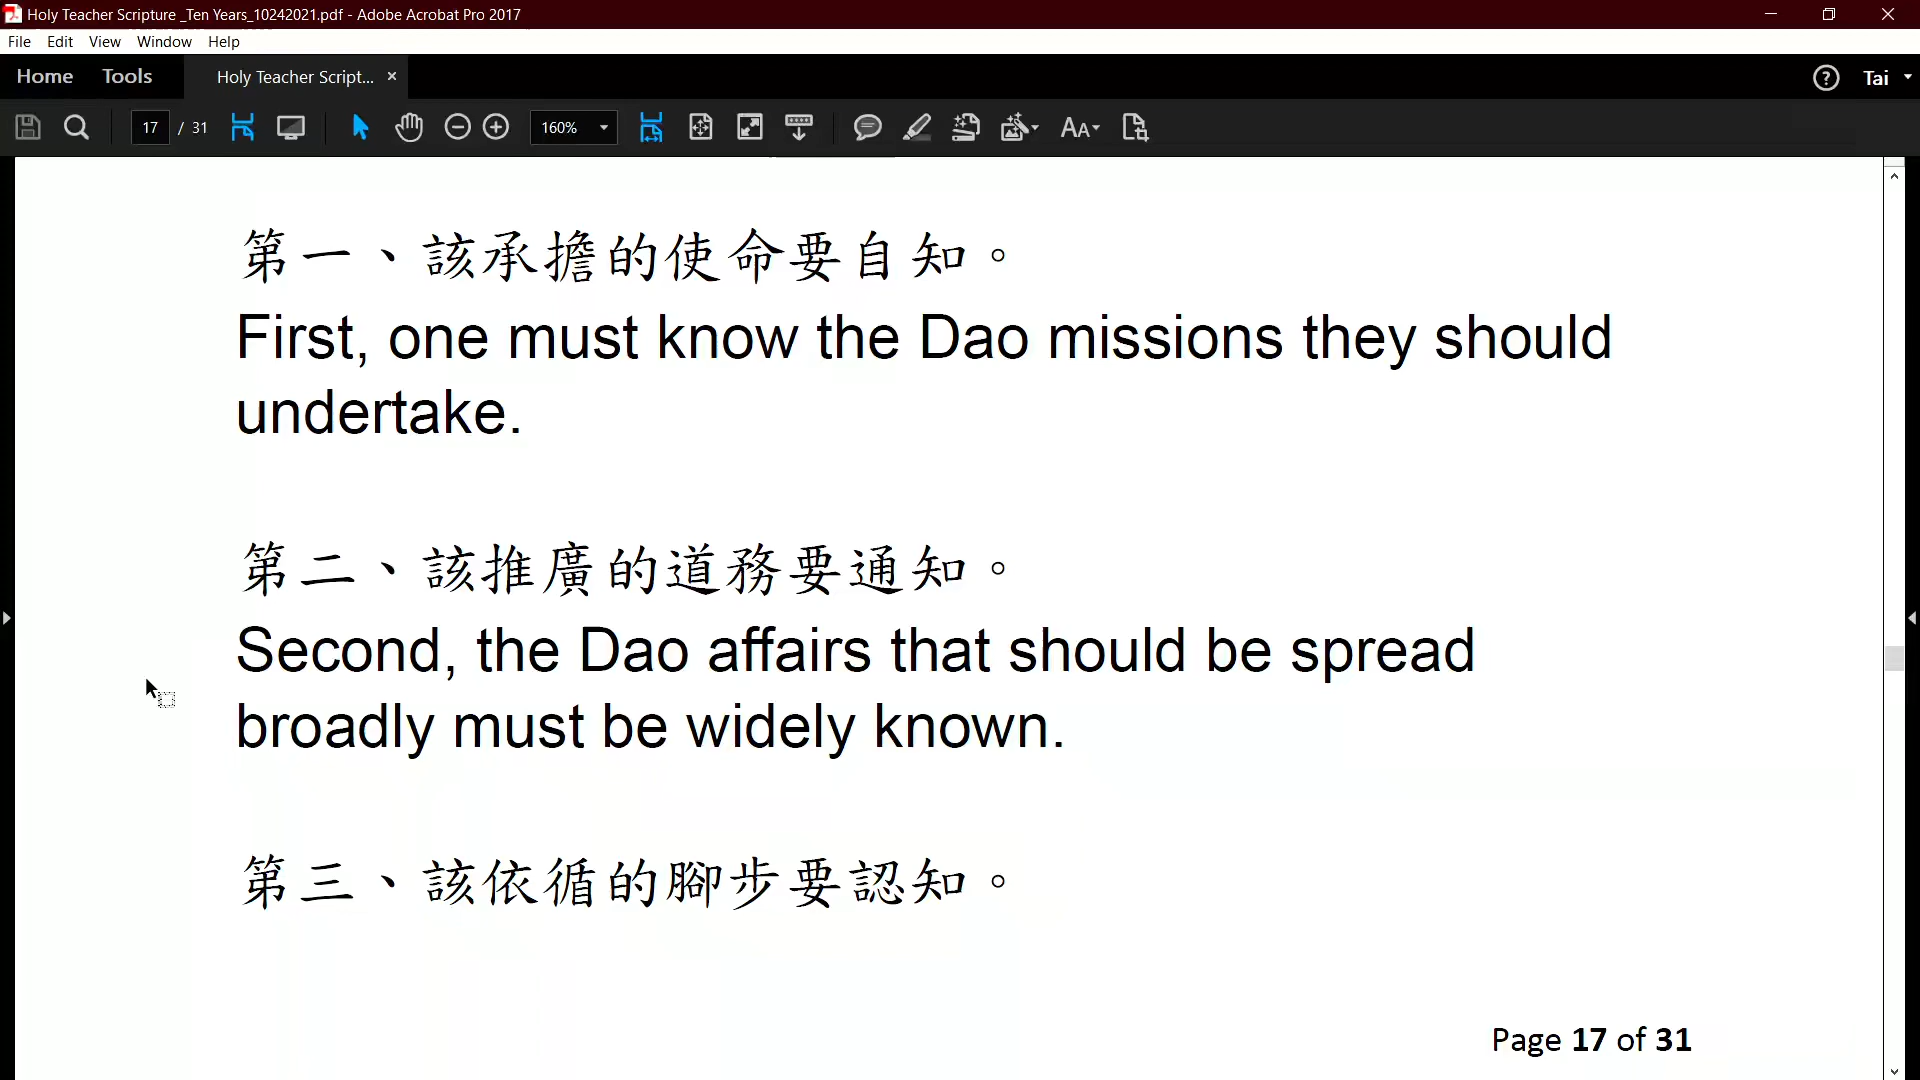 Holy Teacher Scripture _Ten Years_10242021.pdf - Adobe Acrobat Pro 2017
File Edit View Window Help
Home Tools Holy Teacher Script... × Tai
17 / 31 160%
第一、該承擔的使命要自知。
First, one must know the Dao missions they should
undertake.
第二、該推廣的道務要通知。
Second, the Dao affairs that should be spread
broadly must be widely known.
第三、該依循的腳步要認知。
Page 17 of 31